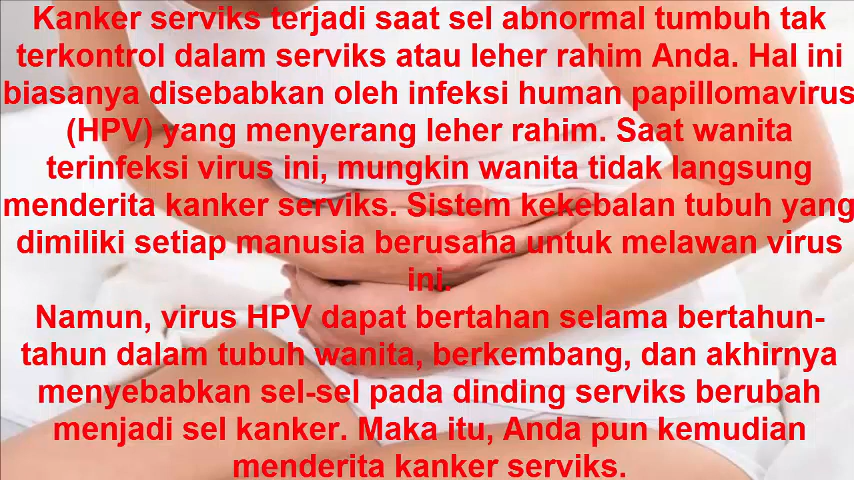 Kanker serviks terjadi saat sel abnormal tumbuh tak
terkontrol dalam serviks atau leher rahim Anda. Hal ini
biasanya disebabkan oleh infeksi human papillomavirus
(HPV) yang menyerang leher rahim. Saat wanita
terinfeksi virus ini, mungkin wanita tidak langsung
menderita kanker serviks. Sistem kekebalan tubuh yang
dimiliki setiap manusia berusaha untuk melawan virus
ini.
Namun, virus HPV dapat bertahan selama bertahun-
tahun dalam tubuh wanita, berkembang, dan akhirnya
menyebabkan sel-sel pada dinding serviks berubah
menjadi sel kanker. Maka itu, Anda pun kemudian
menderita kanker serviks.